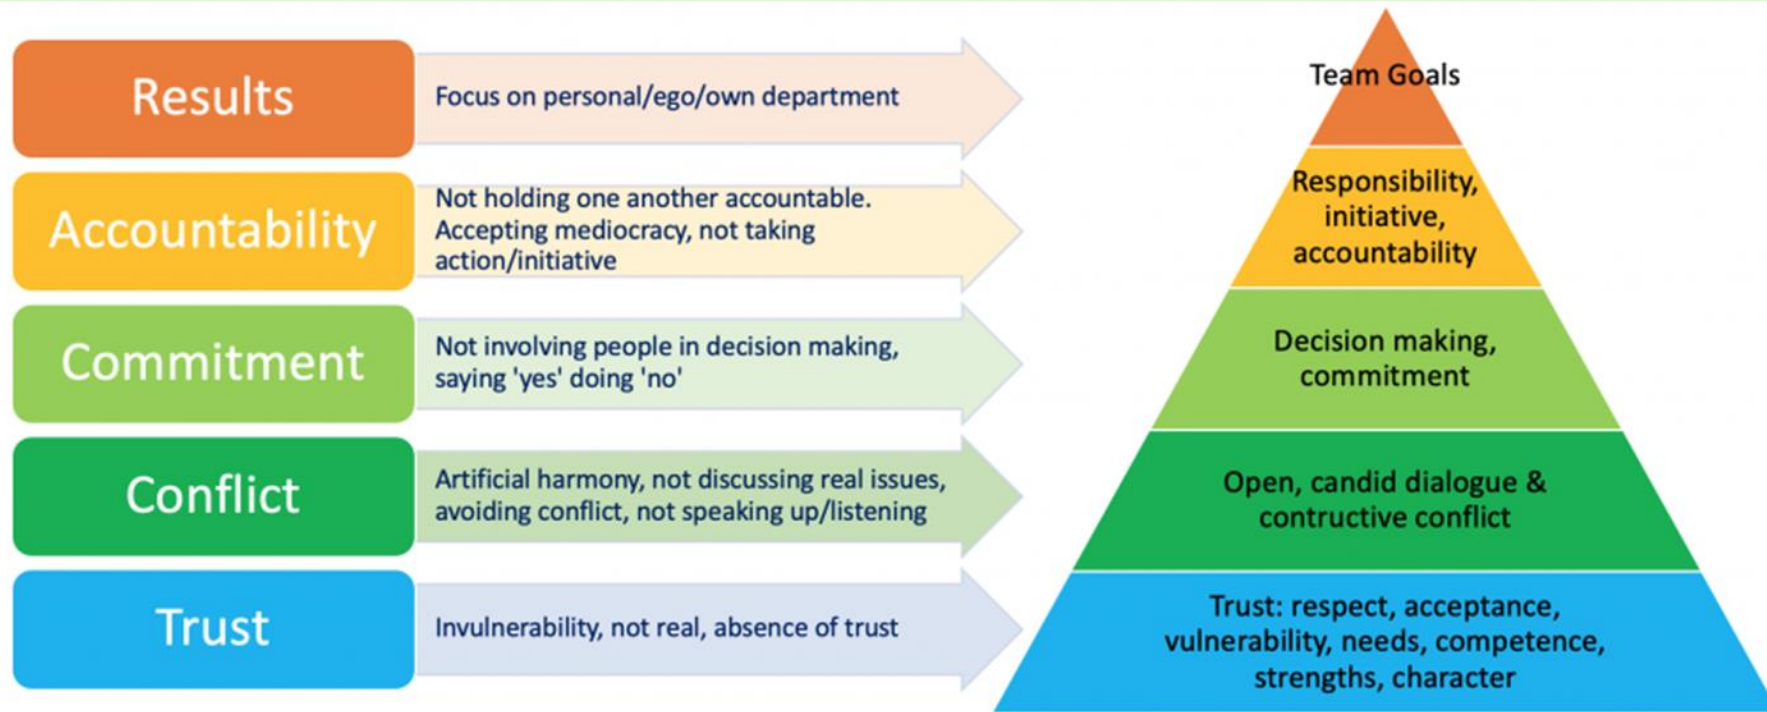 Results
Focus on personal/ego/own department
Accountability
Not holding one another accountable.
Accepting mediocracy, not taking
action/initiative
Commitment
Not involving people in decision making,
saying 'yes' doing 'no'
Conflict
Artificial harmony, not discussing real issues,
avoiding conflict, not speaking up/listening
Trust
Invulnerability, not real, absence of trust
Team Goals
Responsibility,
initiative,
accountability
Decision making,
commitment
Open, candid dialogue &
contructive conflict
Trust: respect, acceptance,
vulnerability, needs, competence,
strengths, character